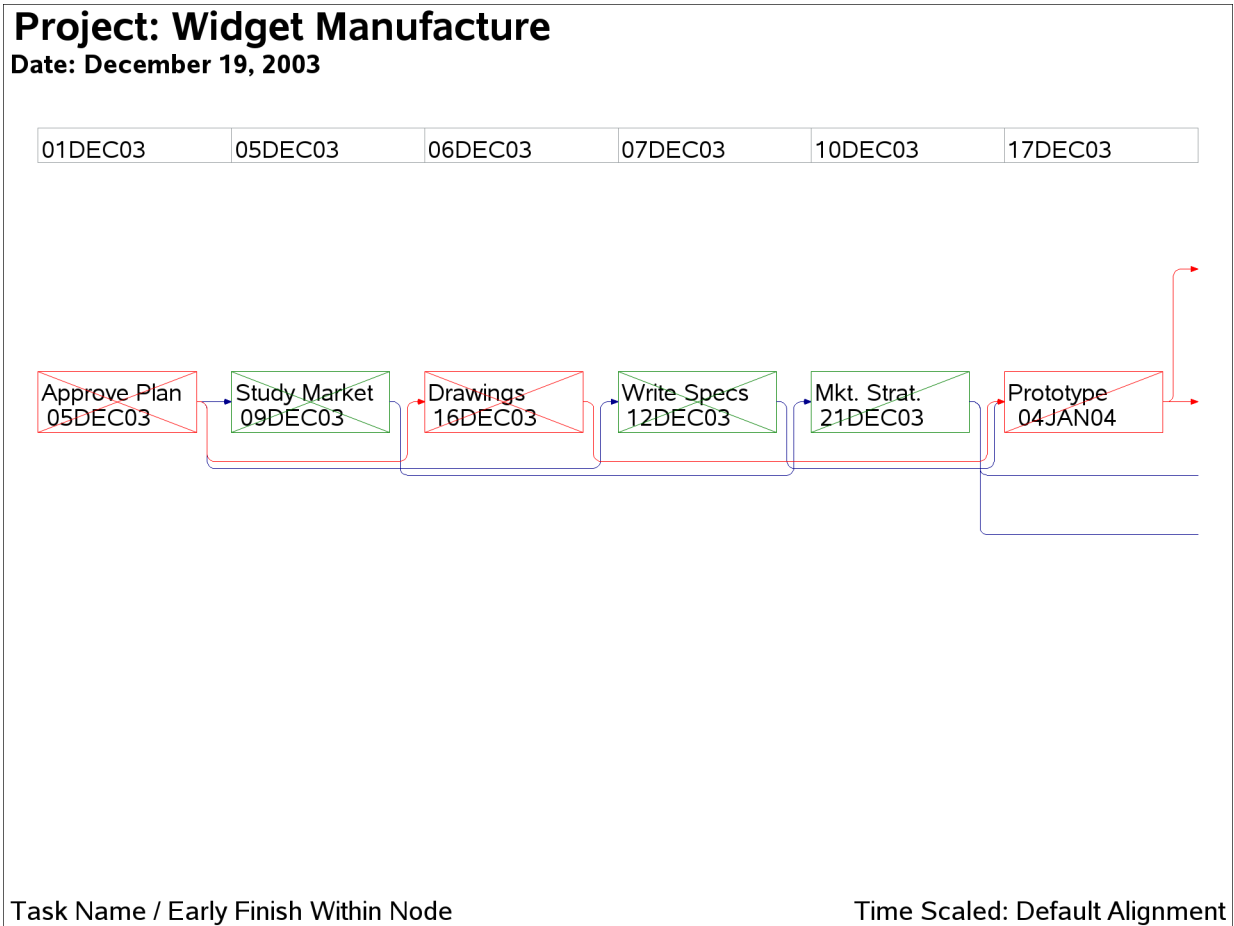 Project: Widget Manufacture
Date: December 19, 2003
01DEC03 05DEC03 06DEC03 07DEC03 10DEC03 17DEC03
Approve Plan Study Market Drawings Write Specs Mkt. Strat. Prototype
05DEC03 09DEC03 16DEC03 12DEC03 21DEC03 04JAN04
Task Name / Early Finish Within Node Time Scaled: Default Alignment